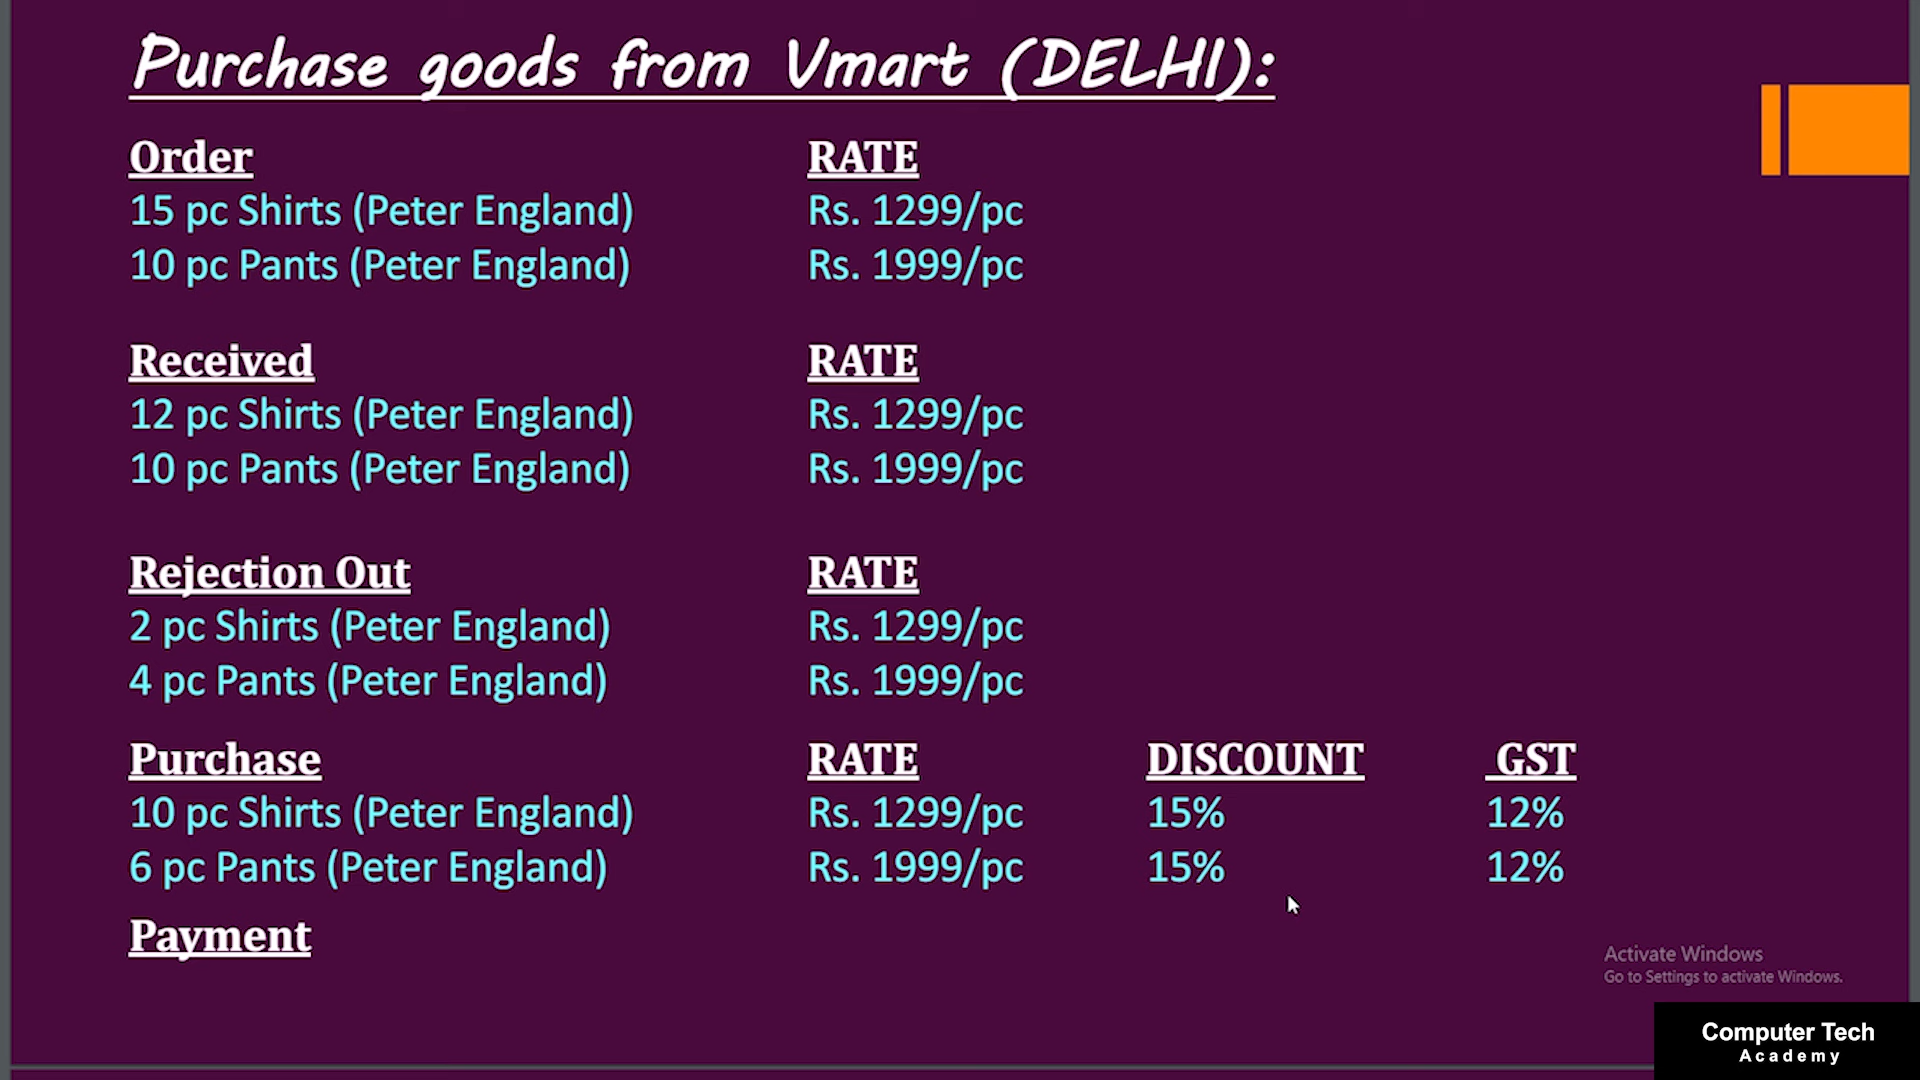 Purchase goods from Vmart (DELHI):
Order RATE
15 pc Shirts (Peter England) Rs. 1299/pc
10 pc Pants (Peter England) Rs. 1999/pc
Received RATE
12 pc Shirts (Peter England) Rs. 1299/pc
10 pc Pants (Peter England) Rs. 1999/pc
Rejection Out RATE
2 pc Shirts (Peter England) Rs. 1299/pc
4 pc Pants (Peter England) Rs. 1999/pc
Purchase RATE DISCOUNT GST
10 pc Shirts (Peter England) Rs. 1299/pc 15% 12%
6 pc Pants (Peter England) Rs. 1999/pc 15% 12%
Payment
Activate Windows
Go to Settings to activate Windows.
Computer Tech
Academy